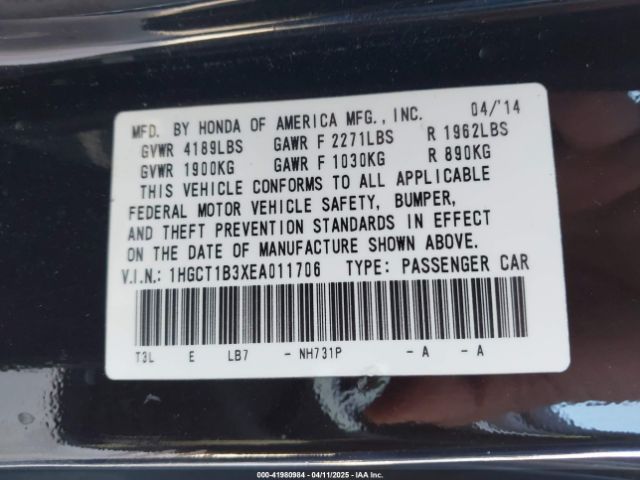 MFD. BY HONDA OF AMERICA MFG., INC. 04/'14
GVWR 4189LBS GAWR F 2271LBS R 1962LBS
GVWR 1900KG GAWR F 1030KG R 890KG
THIS VEHICLE CONFORMS TO ALL APPLICABLE
FEDERAL MOTOR VEHICLE SAFETY, BUMPER,
AND THEFT PREVENTION STANDARDS IN EFFECT
ON THE DATE OF MANUFACTURE SHOWN ABOVE.
V.I.N.: 1HGCT1B3XEA011706 TYPE: PASSENGER CAR
T3L E LB7 - NH731P - A - A
000-41980984 - 04/11/2025 - IAA Inc.